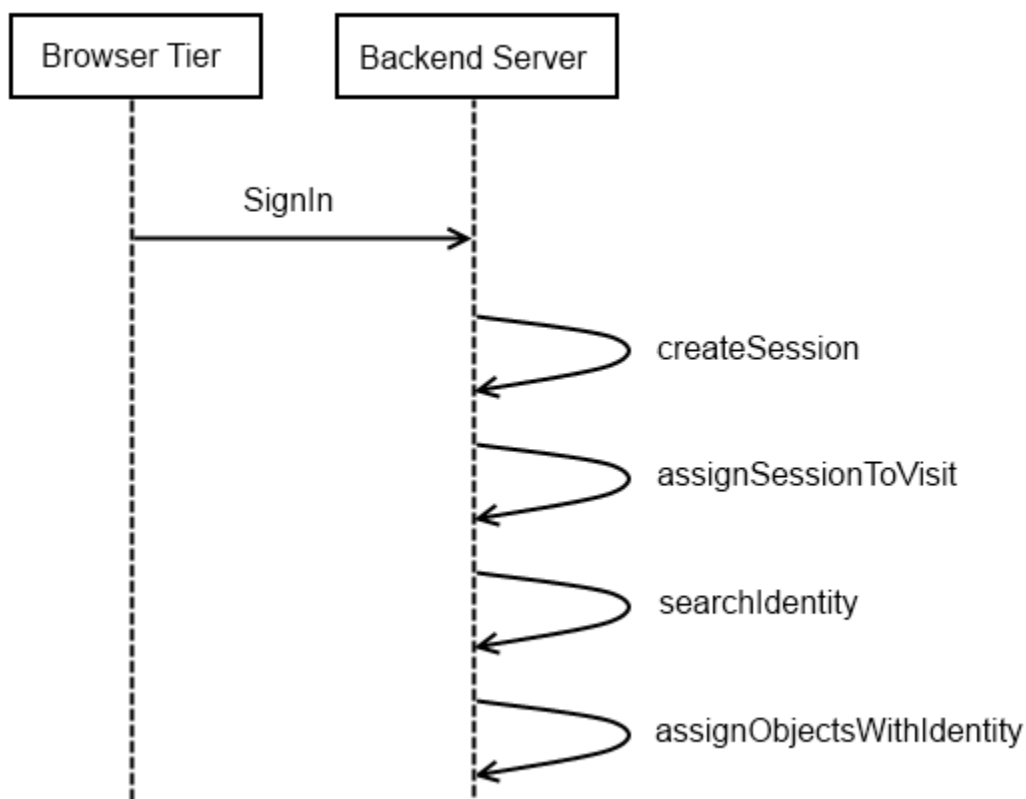 Browser Tier
Backend Server
SignIn
createSession
assignSessionToVisit
searchIdentity
assignObjectsWithIdentity